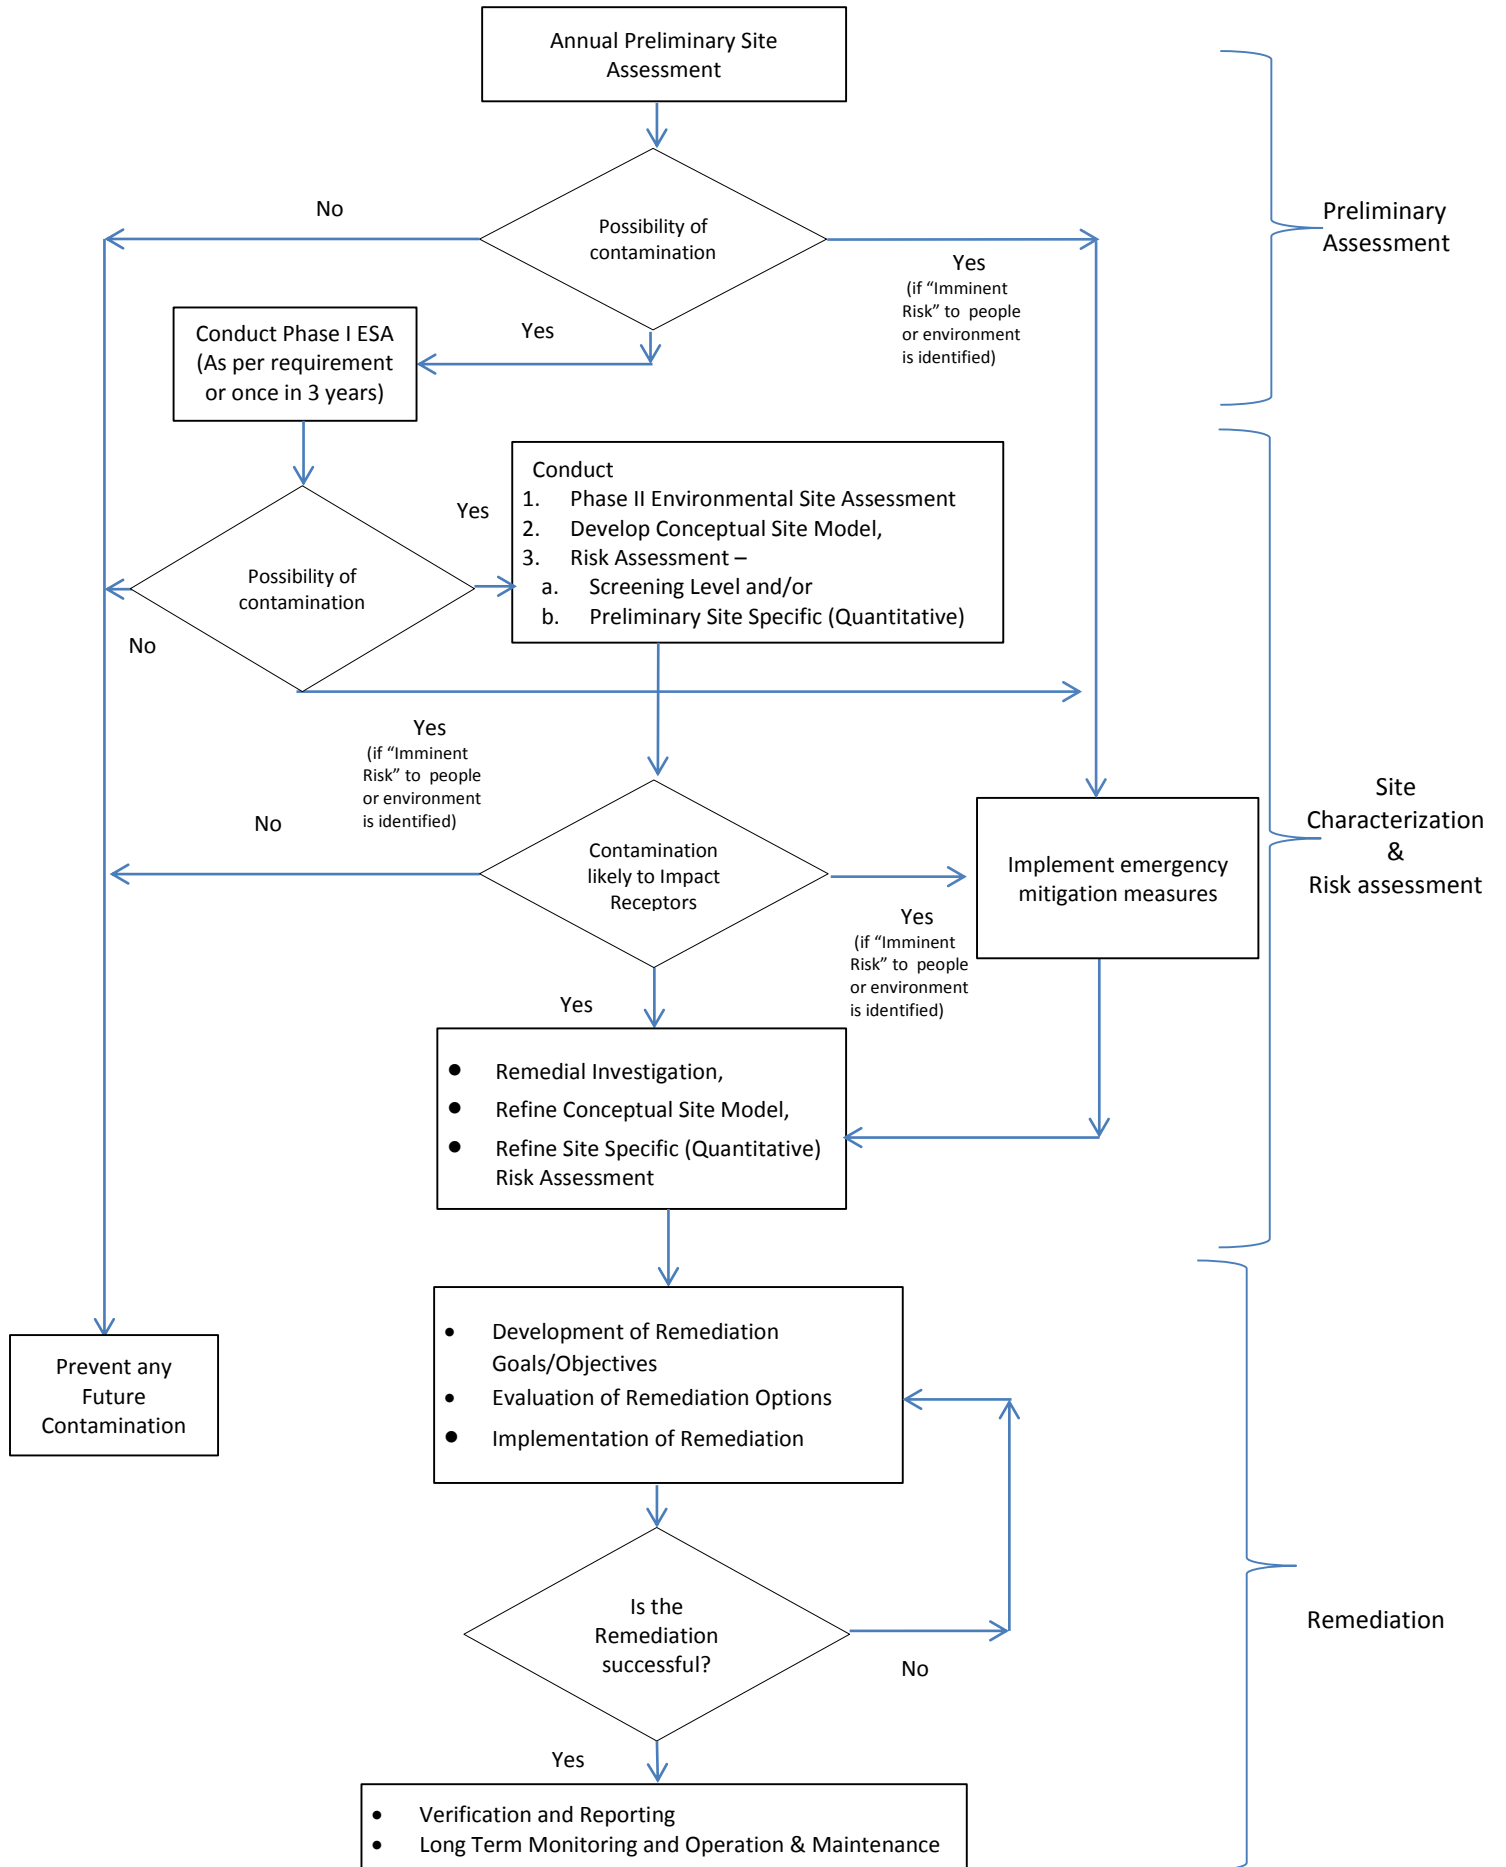 Annual Preliminary Site
Assessment
No
Possibility of
contamination
Yes
(if “Imminent
Risk” to people
or environment
is identified)
Preliminary
Assessment
Conduct Phase I ESA
(As per requirement
or once in 3 years)
Yes
Conduct
1. Phase II Environmental Site Assessment
2. Develop Conceptual Site Model,
3. Risk Assessment –
a. Screening Level and/or
b. Preliminary Site Specific (Quantitative)
Yes
Possibility of
contamination
No
Yes
(if “Imminent
Risk” to people
or environment
is identified)
No
Contamination
likely to Impact
Receptors
Yes
(if “Imminent
Risk” to people
or environment
is identified)
Implement emergency
mitigation measures
Site
Characterization
&
Risk assessment
Yes
● Remedial Investigation,
● Refine Conceptual Site Model,
● Refine Site Specific (Quantitative)
Risk Assessment
• Development of Remediation
Goals/Objectives
• Evaluation of Remediation Options
● Implementation of Remediation
Prevent any
Future
Contamination
Is the
Remediation
successful?
No
Remediation
Yes
• Verification and Reporting
• Long Term Monitoring and Operation & Maintenance